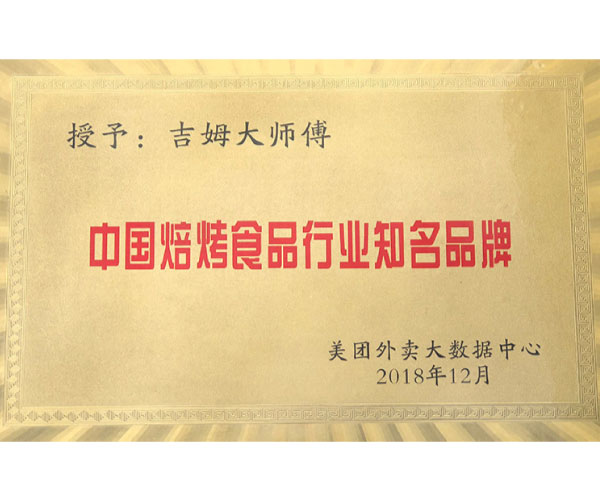 授予：吉姆大师傅
中国焙烤食品行业知名品牌
美团外卖大数据中心
2018年12月